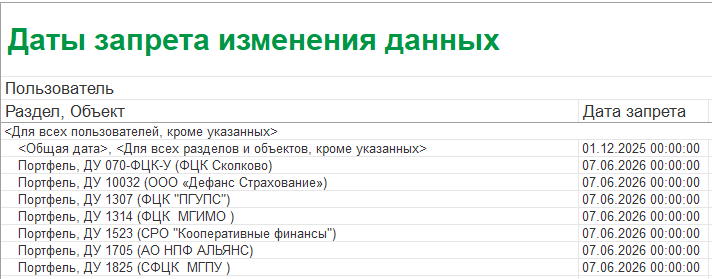 Даты запрета изменения данных
Пользователь
Раздел, Объект Дата запрета
<Для всех пользователей, кроме указанных>
<Общая дата>, <Для всех разделов и объектов, кроме указанных> 01.12.2025 00:00:00
Портфель, ДУ 070-ФЦК-У (ФЦК Сколково) 07.06.2026 00:00:00
Портфель, ДУ 10032 (ООО «Дефанс Страхование») 07.06.2026 00:00:00
Портфель, ДУ 1307 (ФЦК "ПГУПС") 07.06.2026 00:00:00
Портфель, ДУ 1314 (ФЦК  МГИМО ) 07.06.2026 00:00:00
Портфель, ДУ 1523 (СРО "Кооперативные финансы") 07.06.2026 00:00:00
Портфель, ДУ 1705 (АО НПФ АЛЬЯНС) 07.06.2026 00:00:00
Портфель, ДУ 1825 (СФЦК  МГПУ ) 07.06.2026 00:00:00